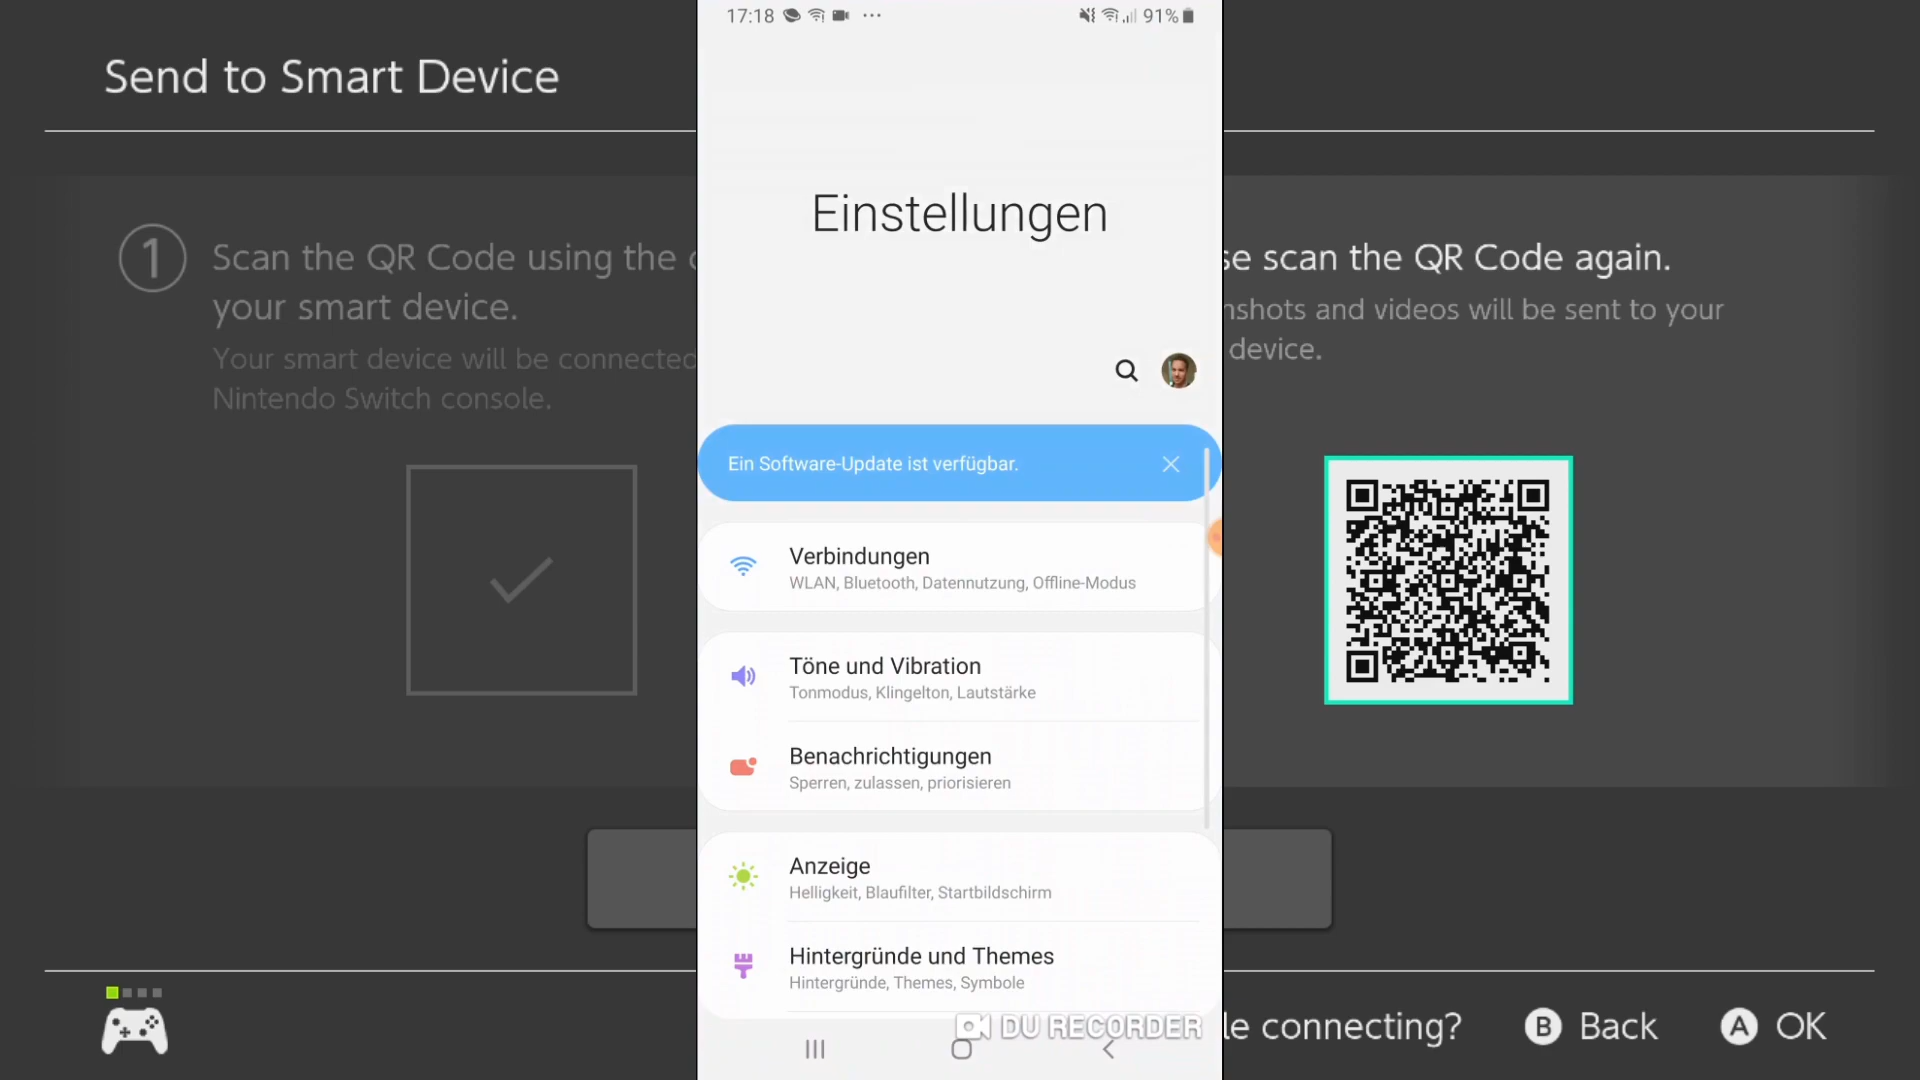 Send to Smart Device
1
Scan the QR Code using the
your smart device.
Your smart device will be connected
Nintendo Switch console.
17:18
91%
Einstellungen
Ein Software-Update ist verfügbar.
Verbindungen
WLAN, Bluetooth, Datennutzung, Offline-Modus
Töne und Vibration
Tonmodus, Klingelton, Lautstärke
Benachrichtigungen
Sperren, zulassen, priorisieren
Anzeige
Helligkeit, Blaufilter, Startbildschirm
Hintergründe und Themes
Hintergründe, Themes, Symbole
DU RECORDER
se scan the QR Code again.
nshots and videos will be sent to your
device.
le connecting?
B Back
A OK